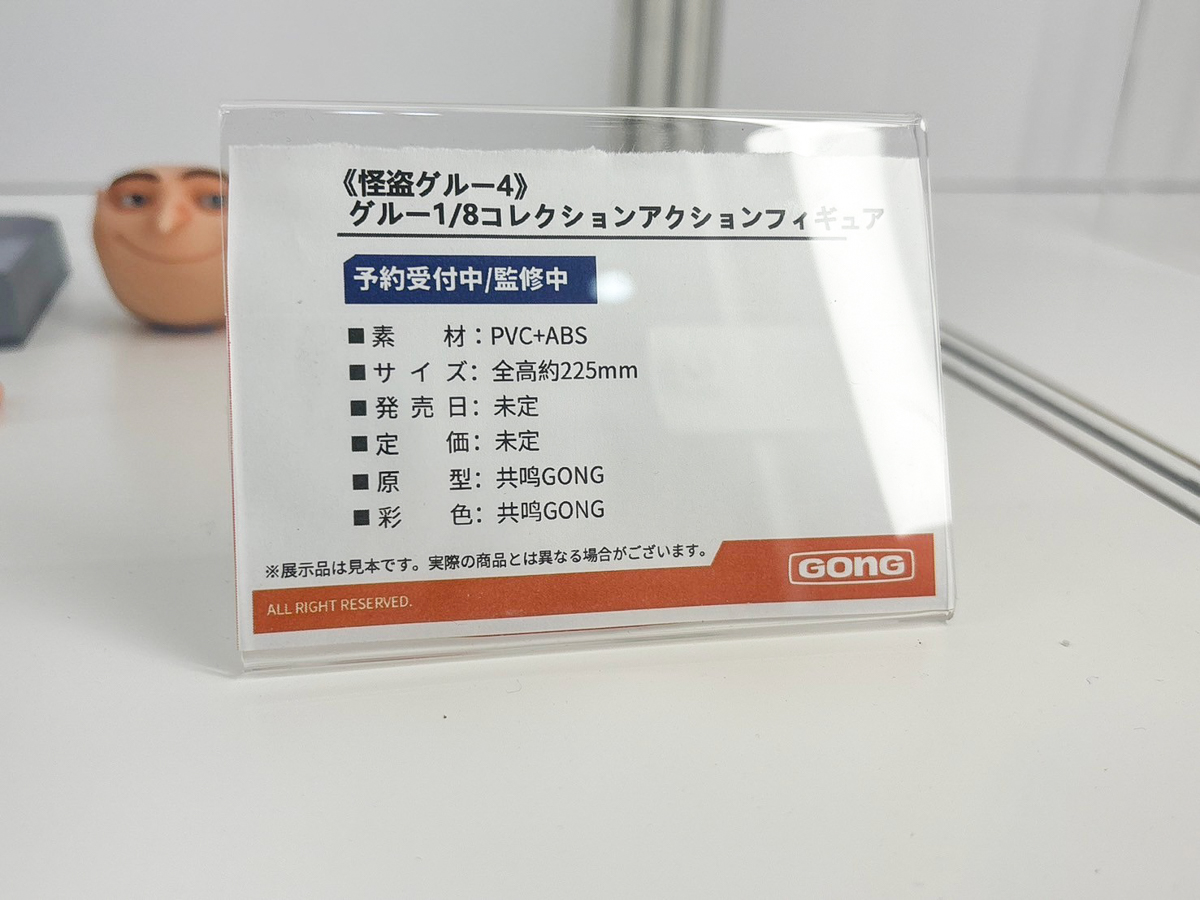 《怪盗グルー4》
グルー1/8コレクションアクションフィギュア
予約受付中/監修中
■素　材：PVC+ABS
■サイズ：全高約225mm
■発売日：未定
■定　価：未定
■原　型：共鸣GONG
■彩　色：共鸣GONG
※展示品は見本です。実際の商品とは異なる場合がございます。
ALL RIGHT RESERVED.
GONG